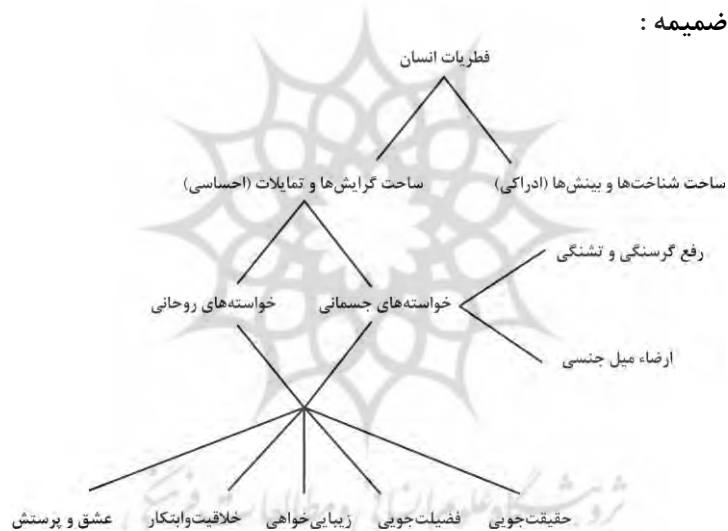 ضمیمه :
فطریات انسان
ساحت شناخت‌ها و بینش‌ها (ادراکی)
ساحت گرایش‌ها و تمایلات (احساسی)
رفع گرسنگی و تشنگی
خواسته‌های جسمانی
خواسته‌های روحانی
ارضاء میل جنسی
حقیقت‌جویی
فضیلت‌جویی
زیبایی‌خواهی
خلاقیت‌وابتکار
عشق و پرستش